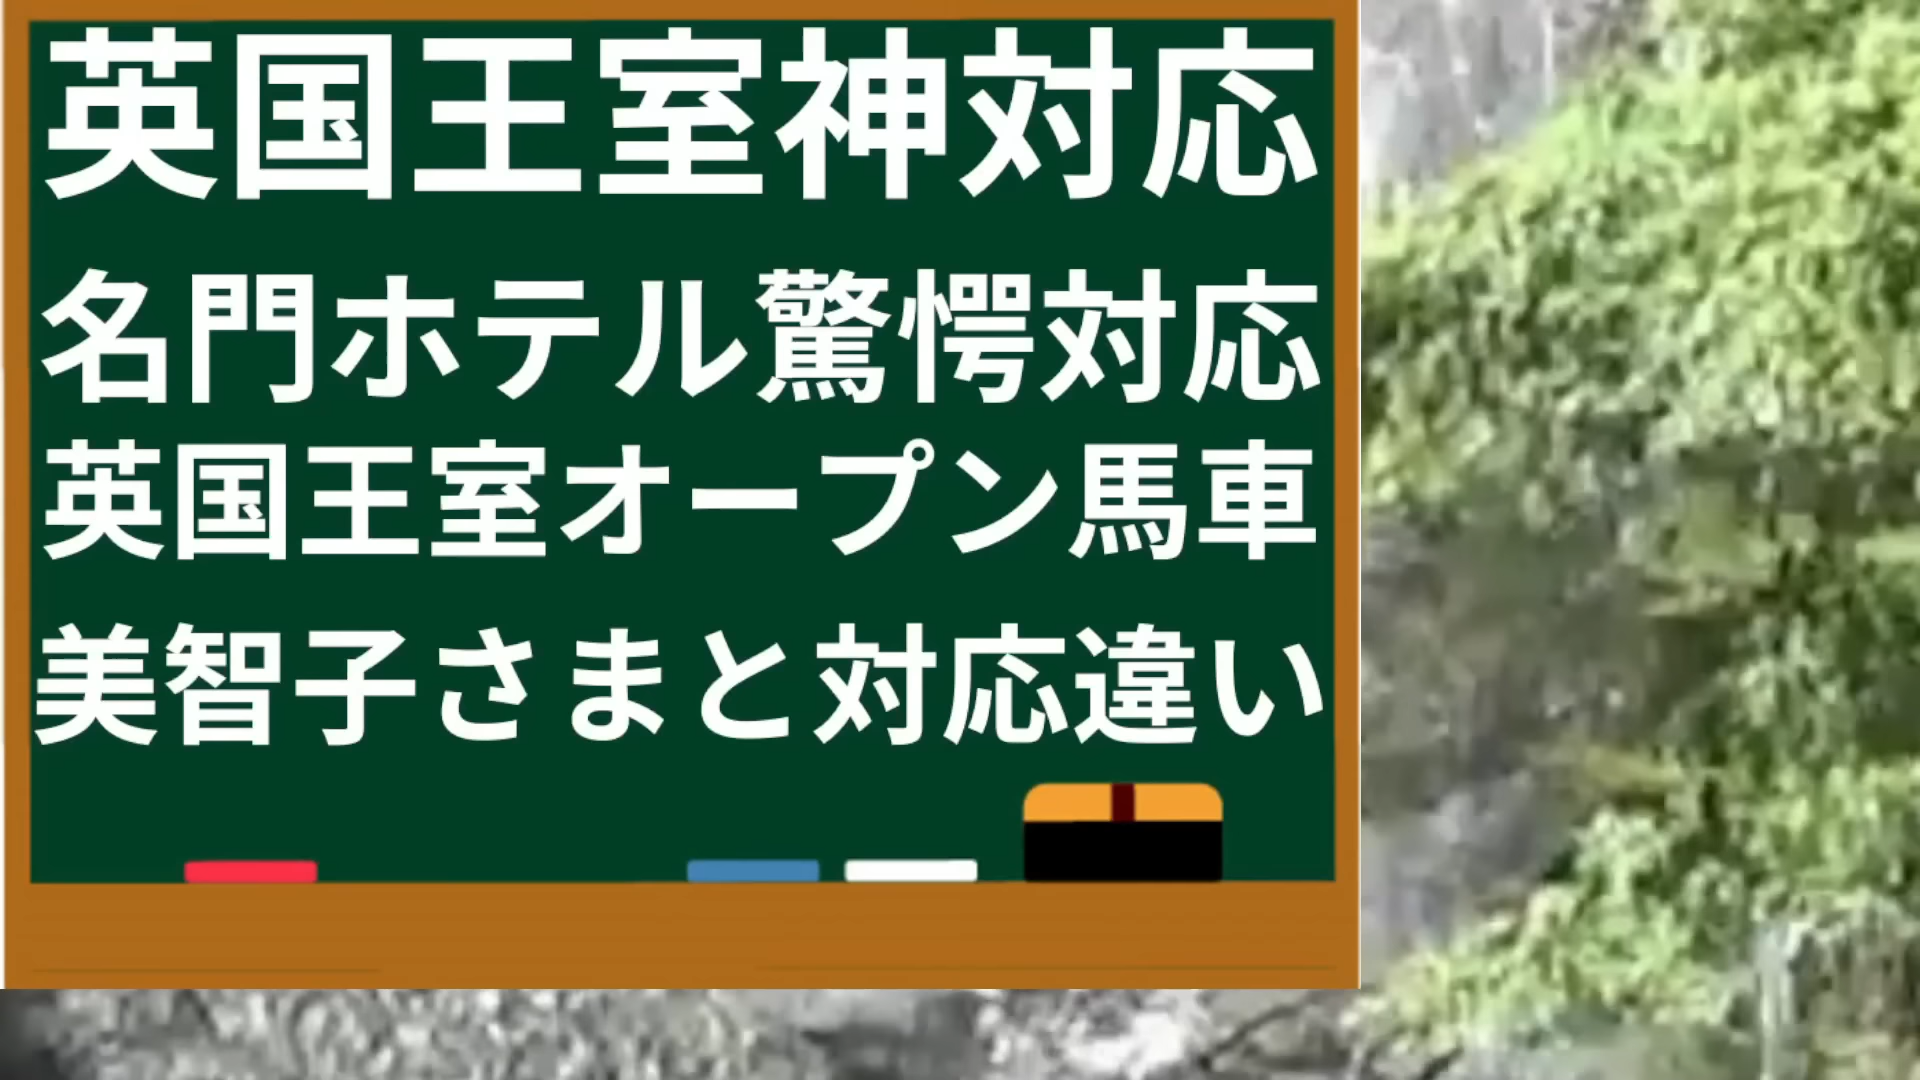 英国王室神対応
名門ホテル驚愕対応
英国王室オープン馬車
美智子さまと対応違い